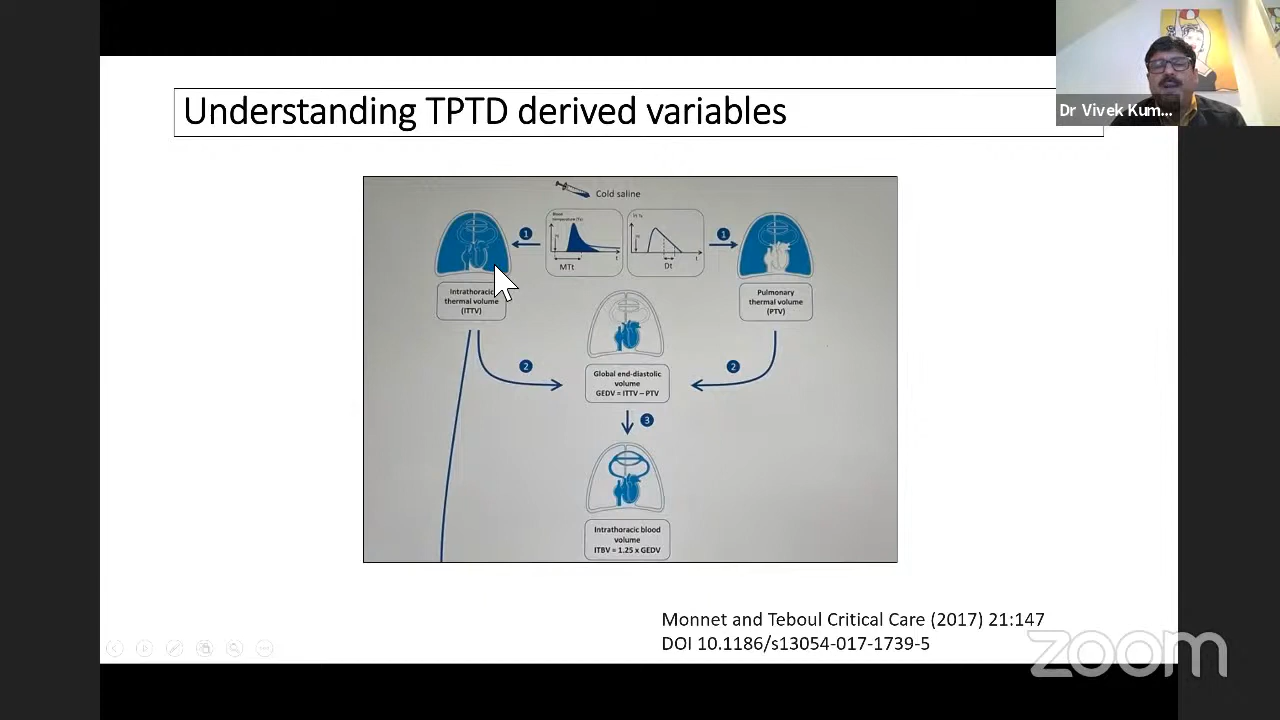 Understanding TPTD derived variables
Dr Vivek Kum...
Cold saline
Blood
temperature
1
1
t
t
MTt
Dt
Intrathoracic
thermal volume
(ITTV)
Pulmonary
thermal volume
(PTV)
2
2
Global end-diastolic
volume
GEDV = ITTV – PTV
3
Intrathoracic blood
volume
ITBV = 1.25 x GEDV
Monnet and Teboul Critical Care (2017) 21:147
DOI 10.1186/s13054-017-1739-5
zoom